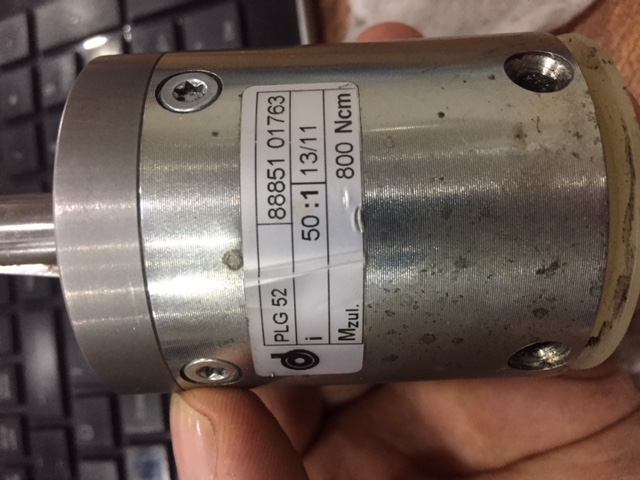 PLG 52 88851 01763
i 50:1 13/11
Mzul. 800 Ncm